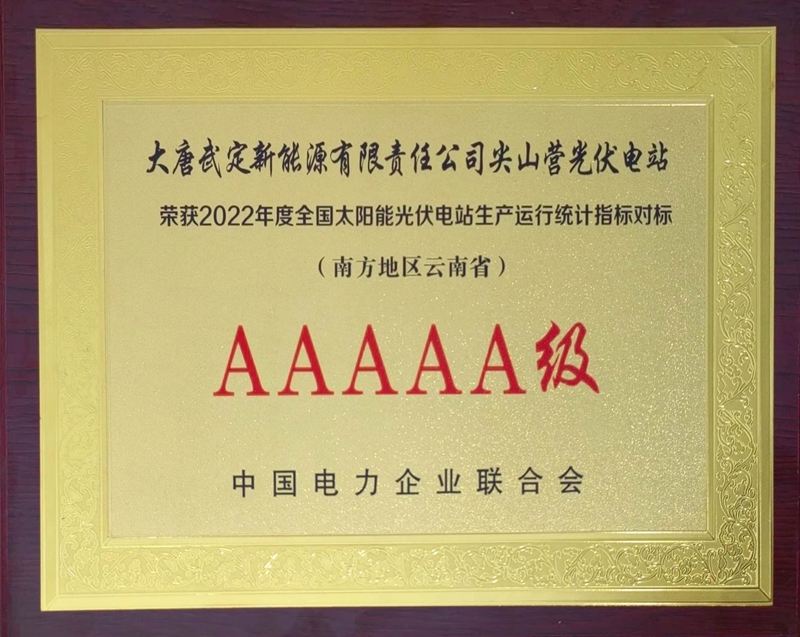 大唐武定新能源有限责任公司尖山营光伏电站
荣获2022年度全国太阳能光伏电站生产运行统计指标对标
（南方地区云南省）
AAAAA级
中国电力企业联合会